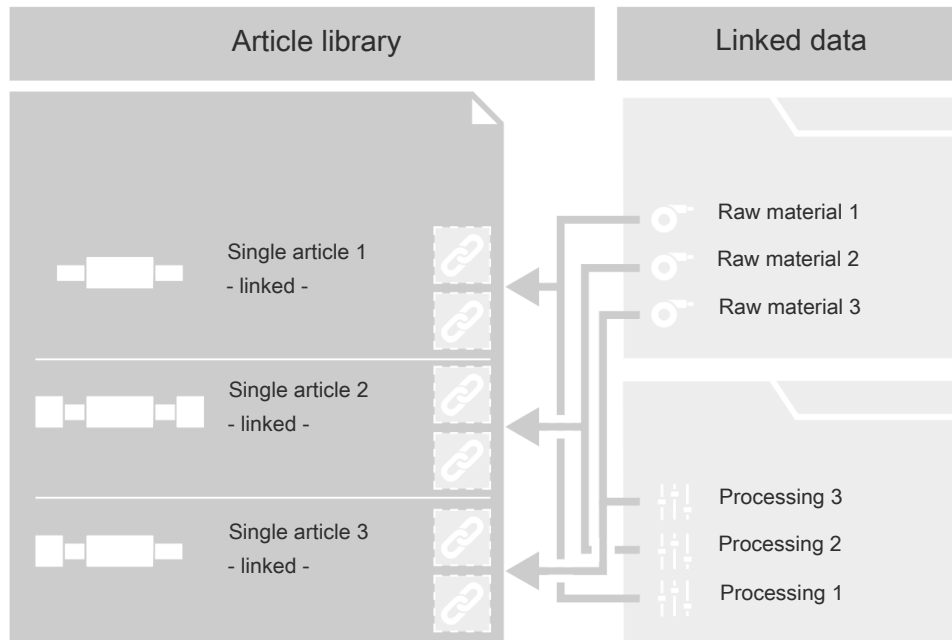 Article library
Linked data
Single article 1
- linked -
Single article 2
- linked -
Single article 3
- linked -
Raw material 1
Raw material 2
Raw material 3
Processing 3
Processing 2
Processing 1